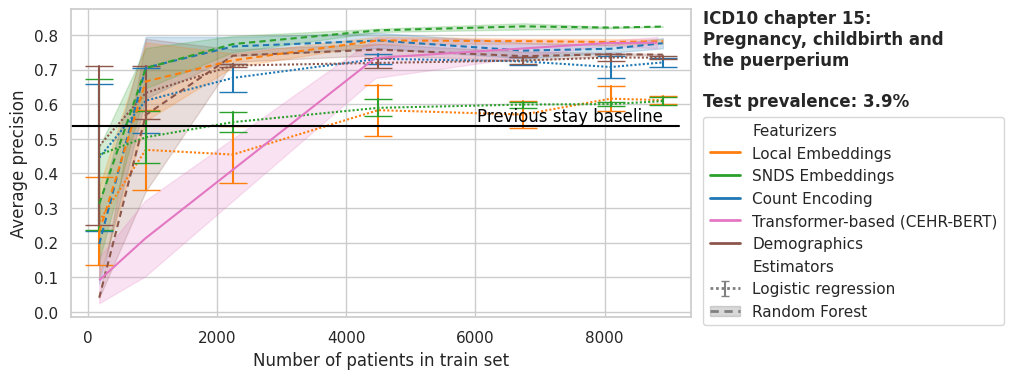 ICD10 chapter 15:
Pregnancy, childbirth and
the puerperium
Test prevalence: 3.9%
Featurizers
Local Embeddings
SNDS Embeddings
Count Encoding
Transformer-based (CEHR-BERT)
Demographics
Estimators
Logistic regression
Random Forest
Average precision
0.8
0.7
0.6
0.5
0.4
0.3
0.2
0.1
0.0
Previous stay baseline
0 2000 4000 6000 8000
Number of patients in train set